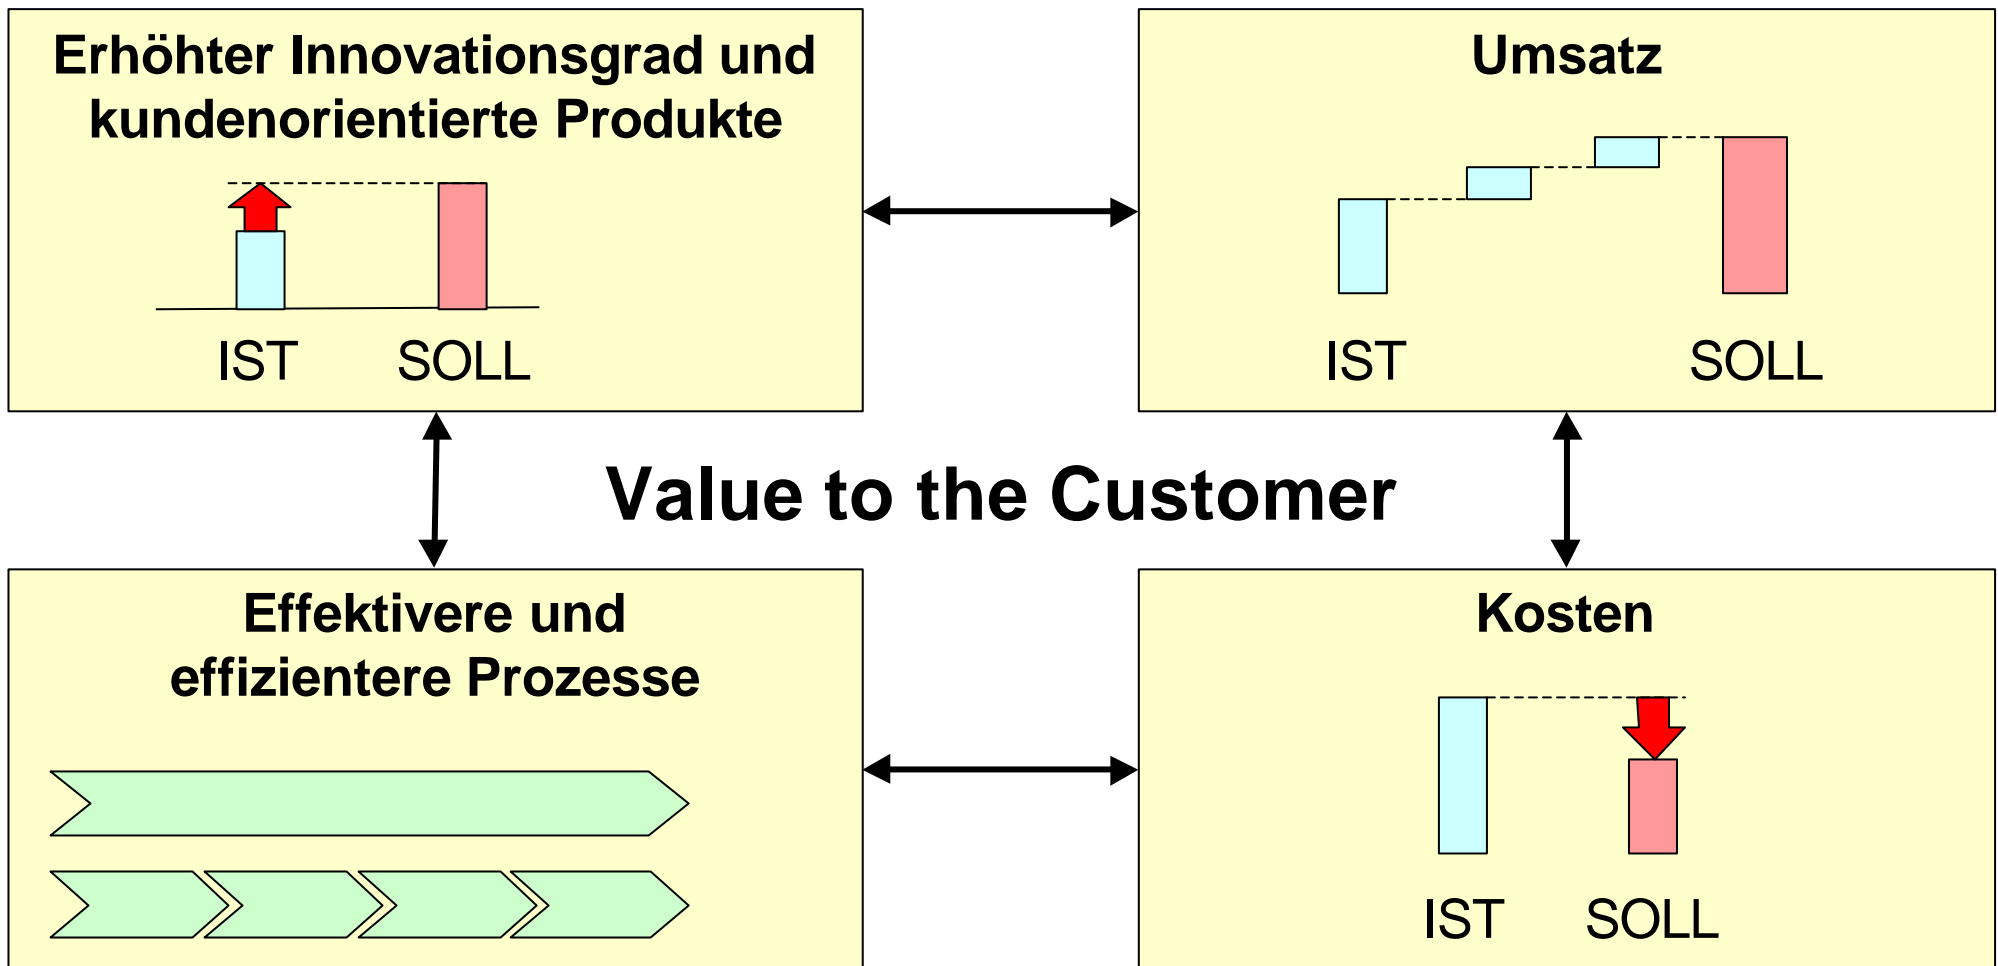 Erhöhter Innovationsgrad und
kundenorientierte Produkte
IST SOLL
Umsatz
IST SOLL
Value to the Customer
Effektivere und
effizientere Prozesse
Kosten
IST SOLL